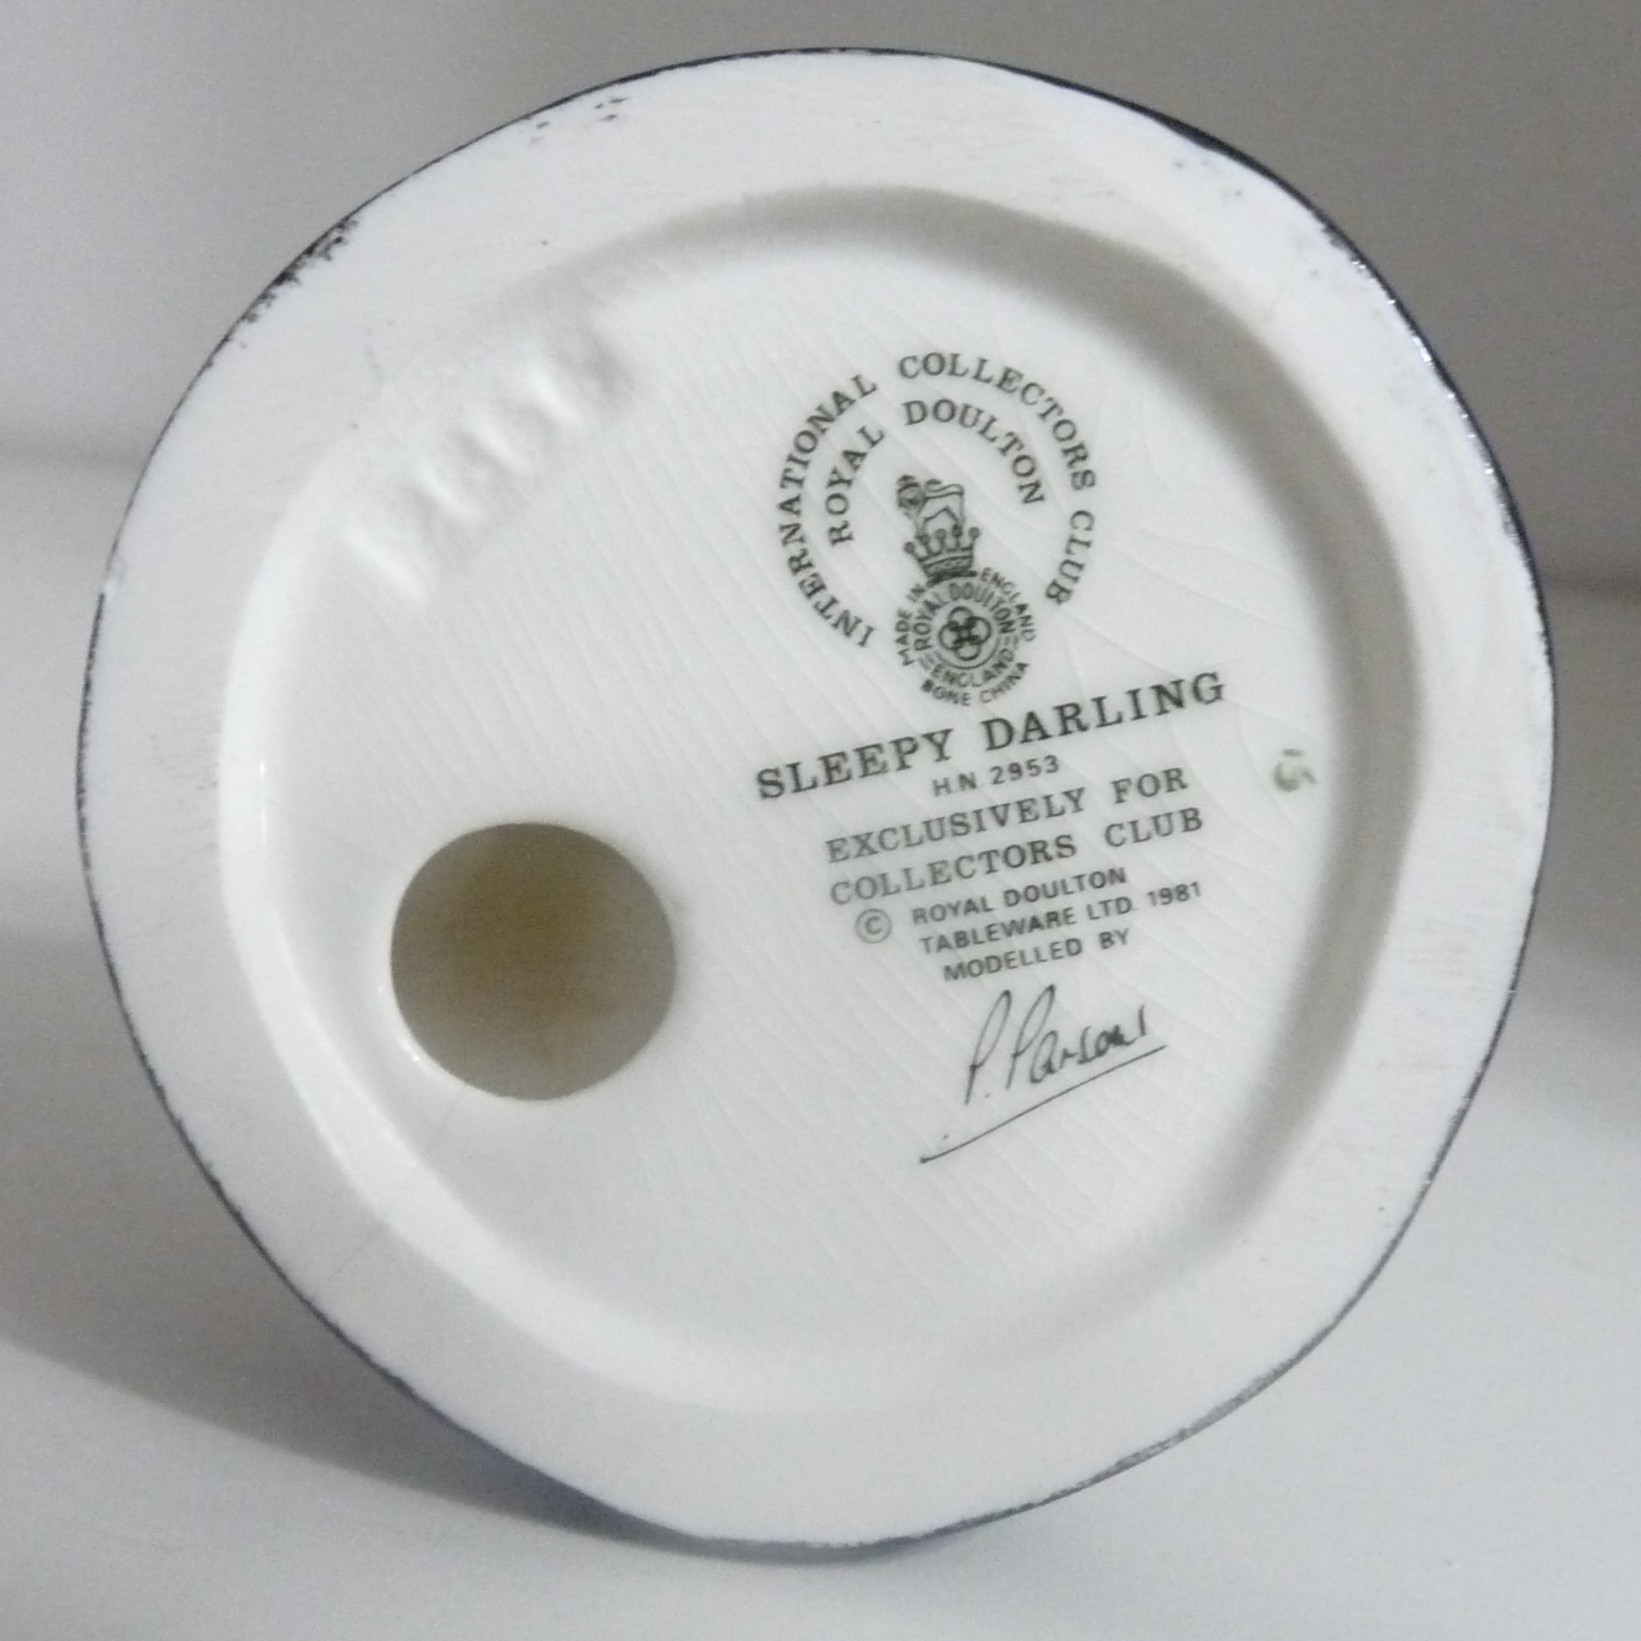 INTERNATIONAL COLLECTORS CLUB
ROYAL DOULTON
MADE IN ENGLAND
ROYAL DOULTON
ENGLAND
BONE CHINA
SLEEPY DARLING
H.N. 2953
EXCLUSIVELY FOR
COLLECTORS CLUB
© ROYAL DOULTON
TABLEWARE LTD. 1981
MODELLED BY
P. Parsons